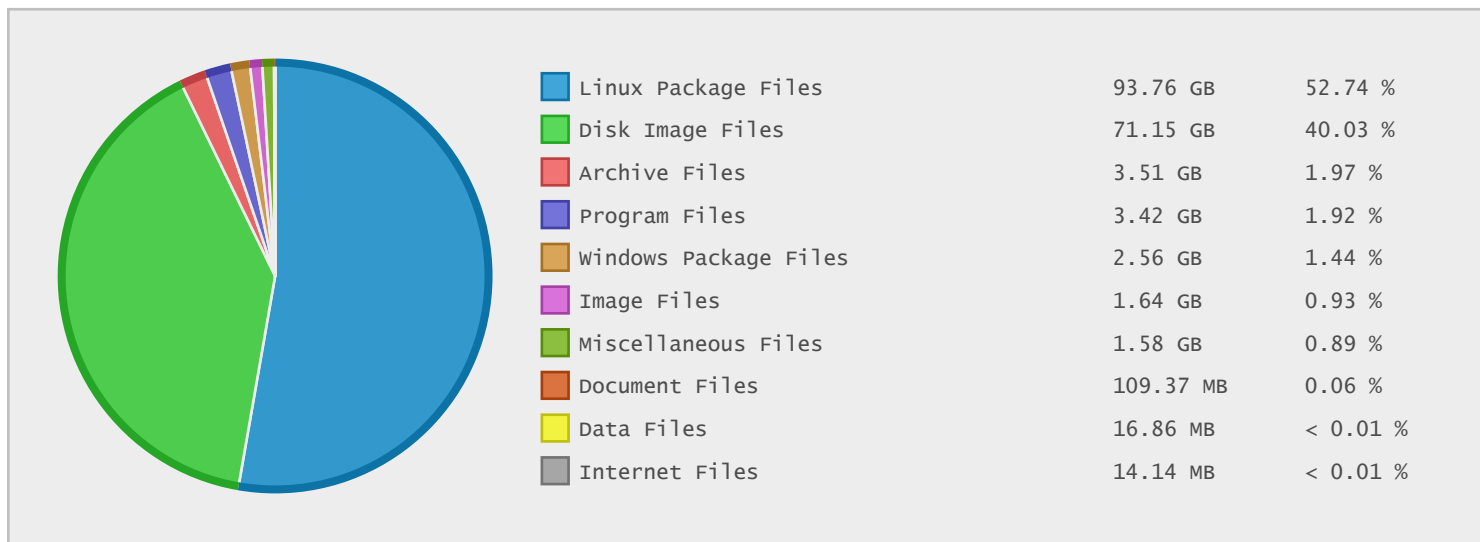 Linux Package Files 93.76 GB 52.74 %
Disk Image Files 71.15 GB 40.03 %
Archive Files 3.51 GB 1.97 %
Program Files 3.42 GB 1.92 %
Windows Package Files 2.56 GB 1.44 %
Image Files 1.64 GB 0.93 %
Miscellaneous Files 1.58 GB 0.89 %
Document Files 109.37 MB 0.06 %
Data Files 16.86 MB < 0.01 %
Internet Files 14.14 MB < 0.01 %